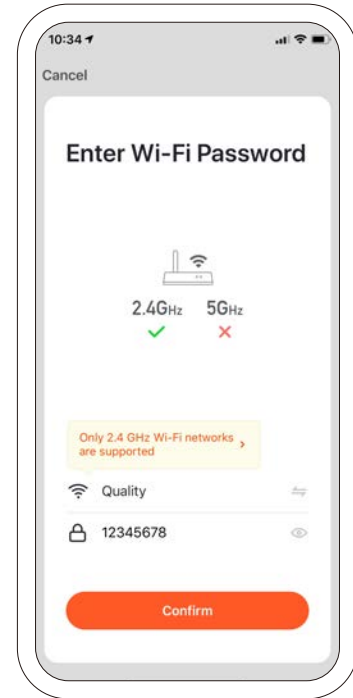 10:34
Cancel
Enter Wi-Fi Password
2.4GHz 5GHz
Only 2.4 GHz Wi-Fi networks
are supported
Quality
12345678
Confirm